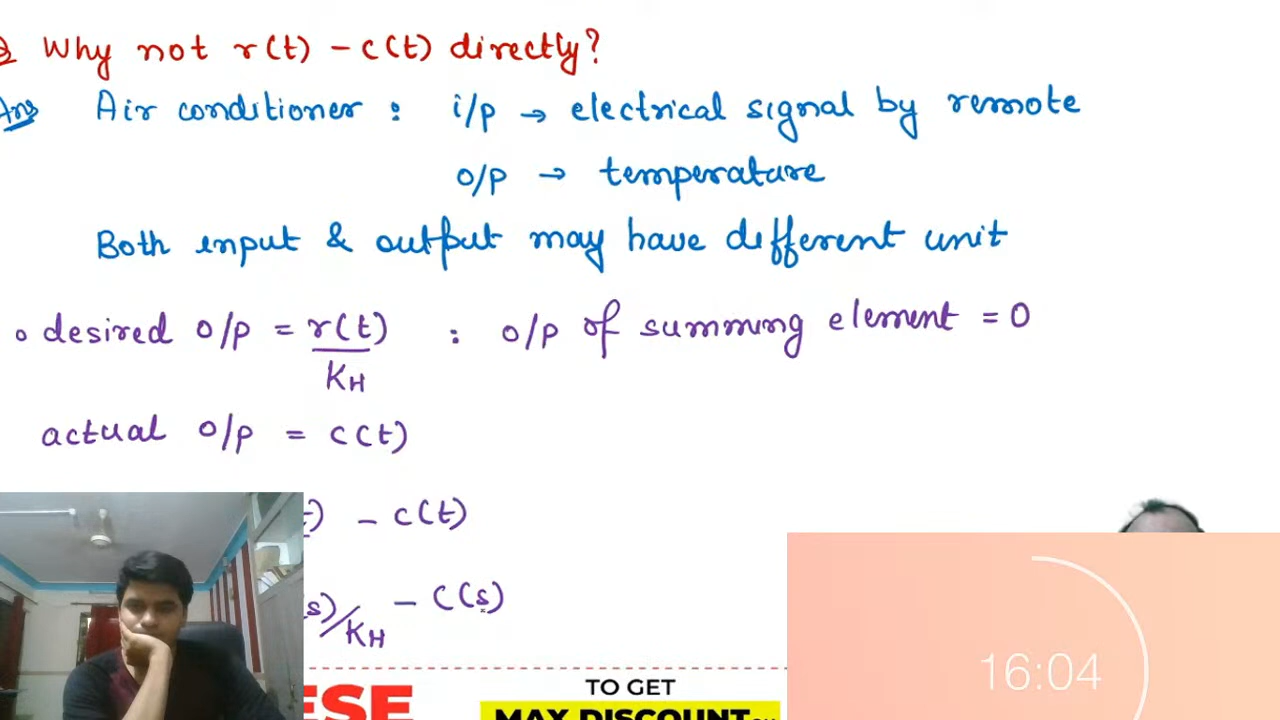 Why not r(t) - c(t) directly?
Ans Air conditioner : i/p → electrical signal by remote
o/p → temperature
Both input & output may have different unit
o desired o/p = r(t)/KH : o/p of summing element = 0
actual o/p = c(t)
- c(t)
s)/KH - C(s)
ESE
TO GET
MAX DISCOUNT
16:04